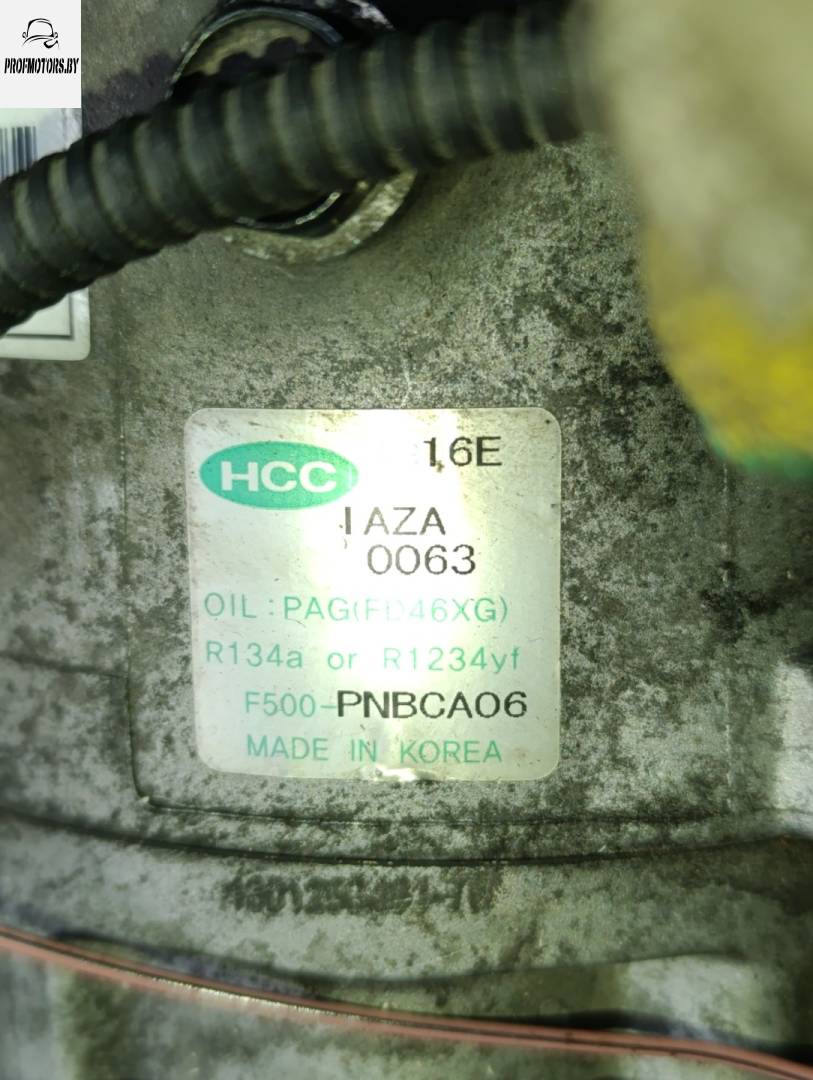 PROFMOTORS.BY
HCC 16E
AZA
0063
OIL : PAG(FD46XG)
R134a or R1234yf
F500-PNBCA06
MADE IN KOREA